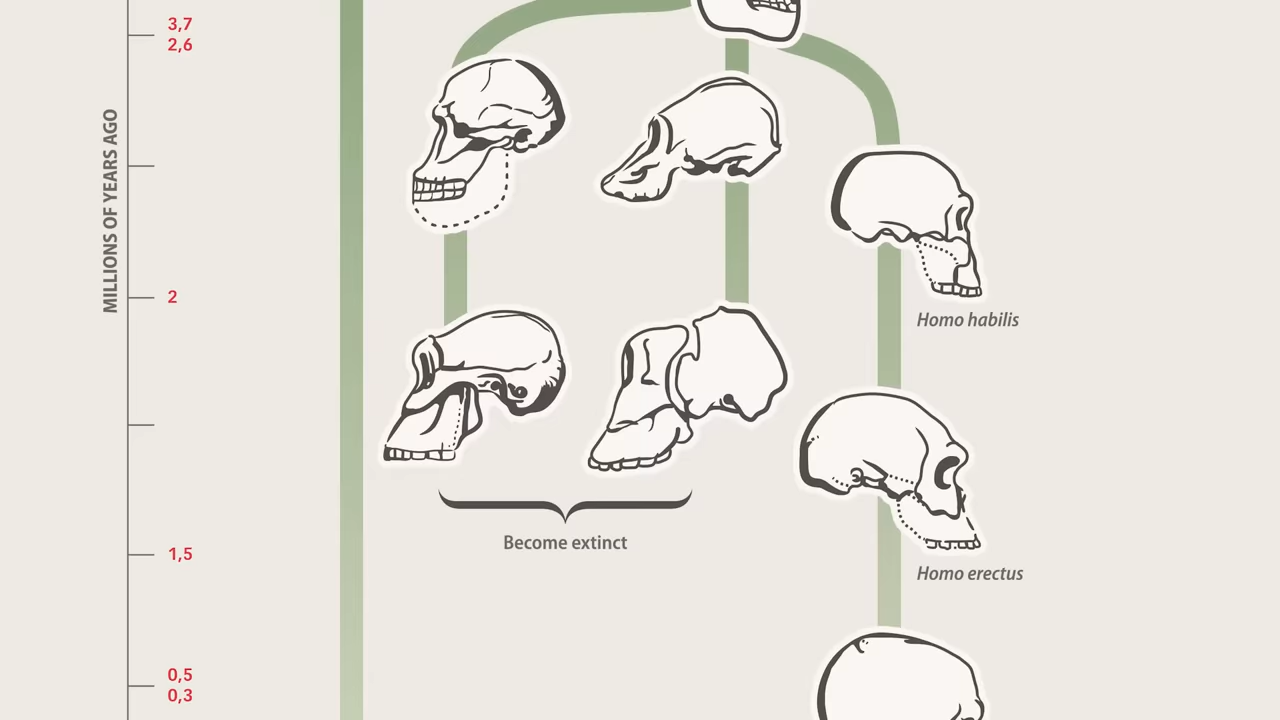 3,7
2,6
MILLIONS OF YEARS AGO
2
Homo habilis
Become extinct
1,5
Homo erectus
0,5
0,3